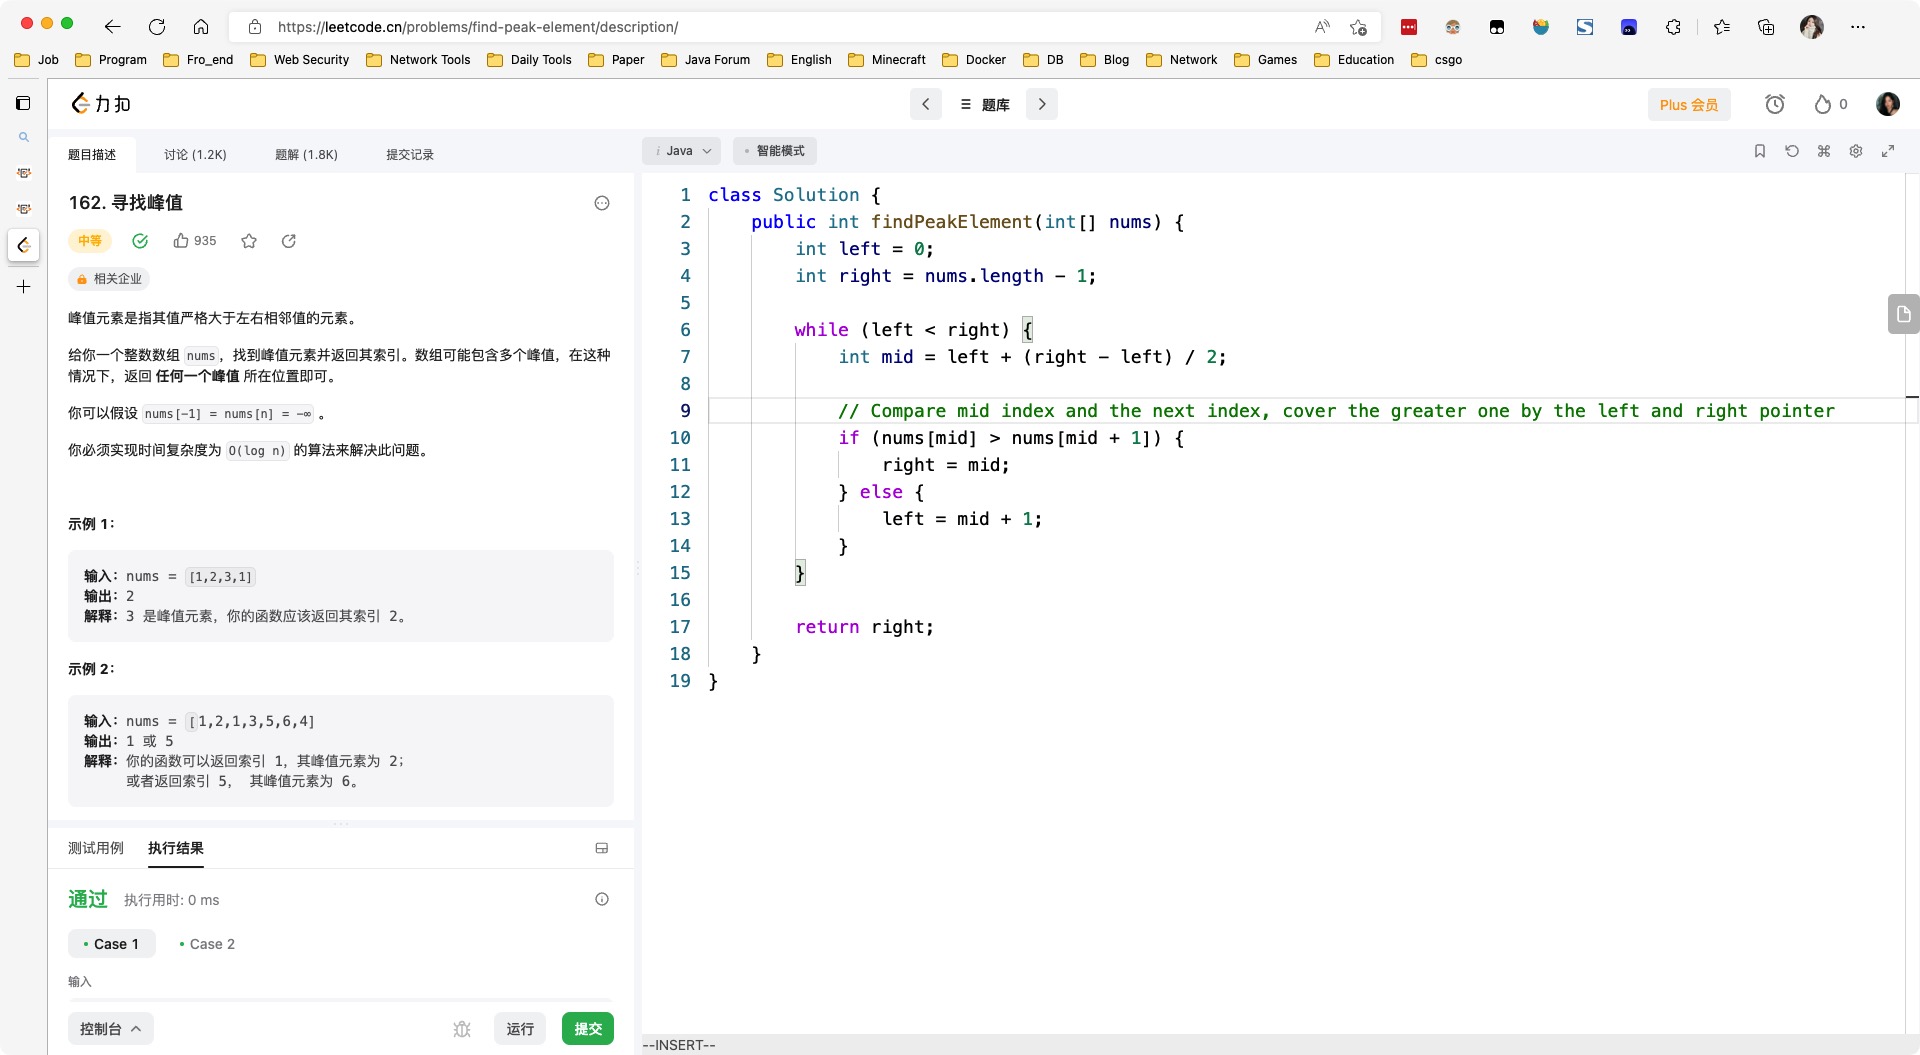 https://leetcode.cn/problems/find-peak-element/description/
Job Program Fro_end Web Security Network Tools Daily Tools Paper Java Forum English Minecraft Docker DB Blog Network Games Education csgo
力扣 题库 Plus 会员 0
题目描述 讨论 (1.2K) 题解 (1.8K) 提交记录
162. 寻找峰值
中等 935
相关企业
峰值元素是指其值严格大于左右相邻值的元素。
给你一个整数数组 nums，找到峰值元素并返回其索引。数组可能包含多个峰值，在这种
情况下，返回 任何一个峰值 所在位置即可。
你可以假设 nums[-1] = nums[n] = -∞ 。
你必须实现时间复杂度为 O(log n) 的算法来解决此问题。
示例 1：
输入：nums = [1,2,3,1]
输出：2
解释：3 是峰值元素，你的函数应该返回其索引 2。
示例 2：
输入：nums = [1,2,1,3,5,6,4]
输出：1 或 5
解释：你的函数可以返回索引 1，其峰值元素为 2；
或者返回索引 5， 其峰值元素为 6。
测试用例 执行结果
通过 执行用时: 0 ms
Case 1 Case 2
输入
控制台 运行 提交
i Java 智能模式
1 class Solution {
2 public int findPeakElement(int[] nums) {
3 int left = 0;
4 int right = nums.length - 1;
5
6 while (left < right) {
7 int mid = left + (right - left) / 2;
8
9 // Compare mid index and the next index, cover the greater one by the left and right pointer
10 if (nums[mid] > nums[mid + 1]) {
11 right = mid;
12 } else {
13 left = mid + 1;
14 }
15 }
16
17 return right;
18 }
19 }
--INSERT--